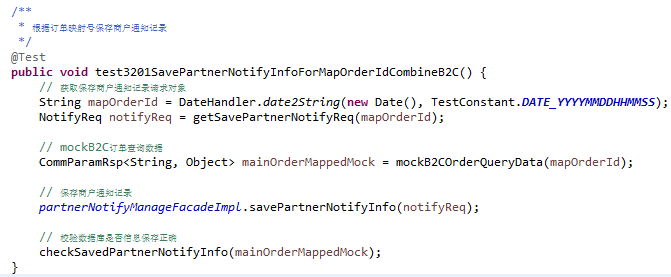 /**
 * 根据订单映射号保存商户通知记录
 */
@Test
public void test3201SavePartnerNotifyInfoForMapOrderIdCombineB2C() {
    // 获取保存商户通知记录请求对象
    String mapOrderId = DateHandler.date2String(new Date(), TestConstant.DATE_YYYYMMDDHHMMSS);
    NotifyReq notifyReq = getSavePartnerNotifyReq(mapOrderId);

    // mockB2C订单查询数据
    CommParamRsp<String, Object> mainOrderMappedMock = mockB2COrderQueryData(mapOrderId);

    // 保存商户通知记录
    partnerNotifyManageFacadeImpl.savePartnerNotifyInfo(notifyReq);

    // 校验数据库是否信息保存正确
    checkSavedPartnerNotifyInfo(mainOrderMappedMock);
}